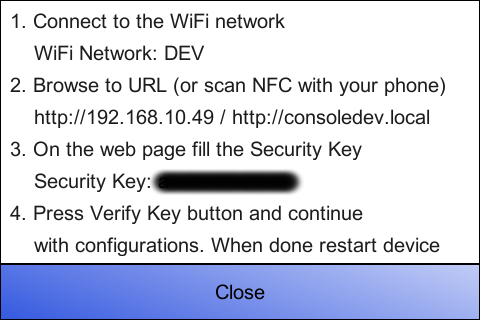 1. Connect to the WiFi network
WiFi Network: DEV
2. Browse to URL (or scan NFC with your phone)
http://192.168.10.49 / http://consoledev.local
3. On the web page fill the Security Key
Security Key:
4. Press Verify Key button and continue
with configurations. When done restart device
Close